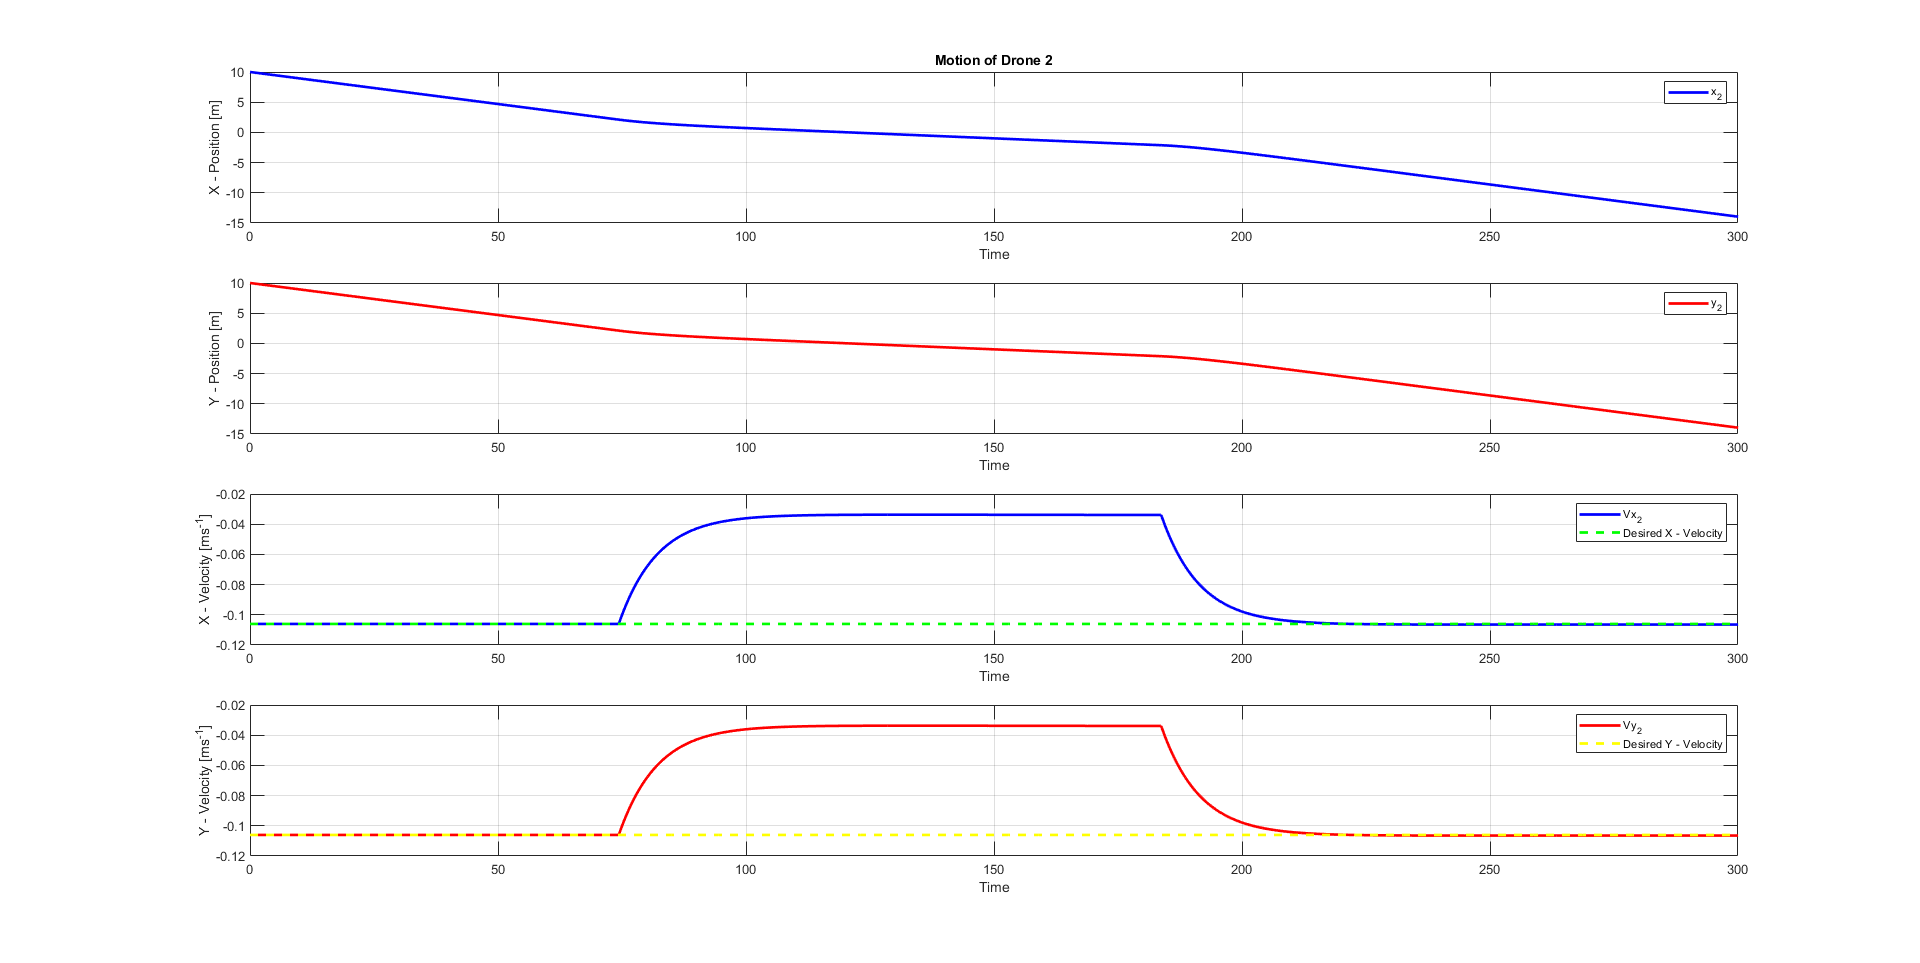 Motion of Drone 2
X - Position [m]
10
5
0
-5
-10
-15
0 50 100 150 200 250 300
Time
x2
Y - Position [m]
10
5
0
-5
-10
-15
0 50 100 150 200 250 300
Time
y2
X - Velocity [ms-1]
-0.02
-0.04
-0.06
-0.08
-0.1
-0.12
0 50 100 150 200 250 300
Time
Vx2
Desired X - Velocity
Y - Velocity [ms-1]
-0.02
-0.04
-0.06
-0.08
-0.1
-0.12
0 50 100 150 200 250 300
Time
Vy2
Desired Y - Velocity